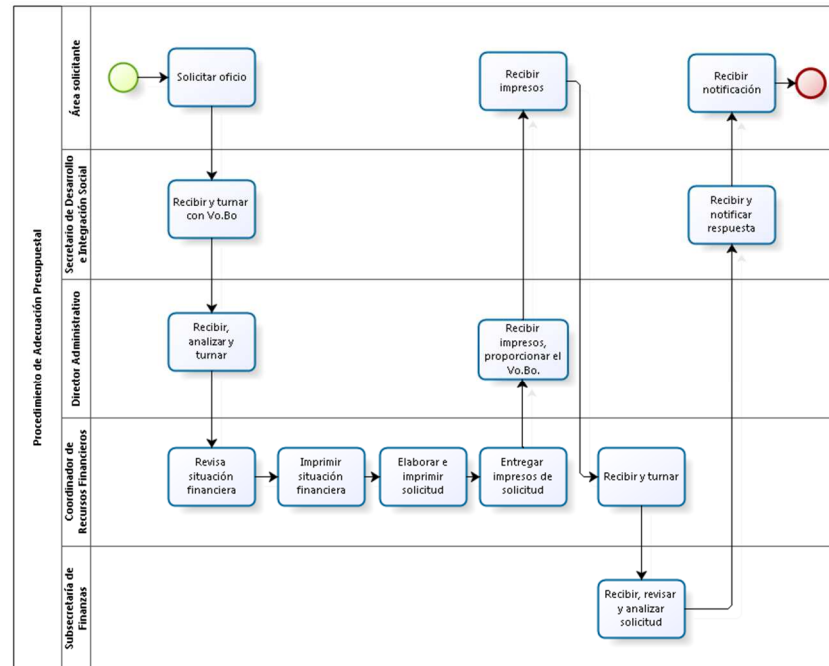 Procedimiento de Adecuación Presupuestal
Área solicitante
Solicitar oficio
Recibir
impresos
Recibir
notificación
Secretario de Desarrollo
e Integración Social
Recibir y turnar
con Vo.Bo
Recibir y
notificar
respuesta
Director Administrativo
Recibir,
analizar y
turnar
Recibir
impresos,
proporcionar el
Vo.Bo.
Coordinador de
Recursos Financieros
Revisa
situación
financiera
Imprimir
situación
financiera
Elaborar e
imprimir
solicitud
Entregar
impresos de
solicitud
Recibir y turnar
Subsecretaría de
Finanzas
Recibir, revisar
y analizar
solicitud